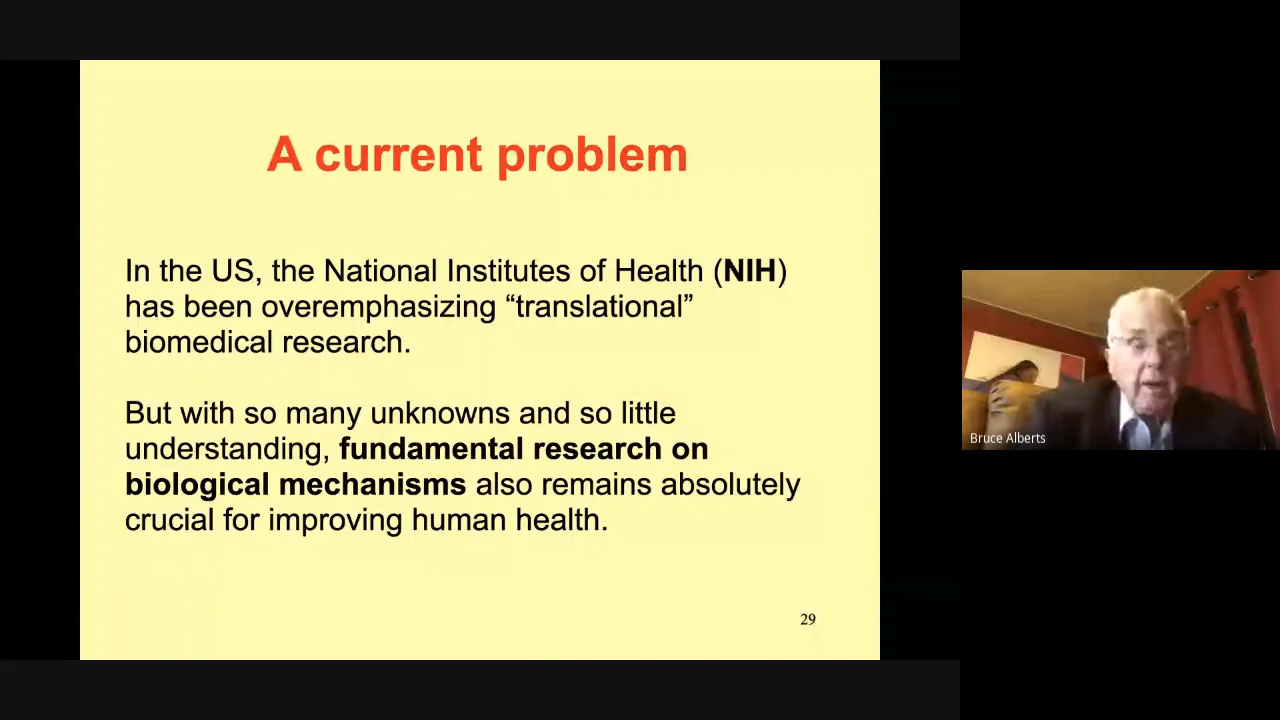 A current problem
In the US, the National Institutes of Health (NIH)
has been overemphasizing “translational”
biomedical research.
But with so many unknowns and so little
understanding, fundamental research on
biological mechanisms also remains absolutely
crucial for improving human health.
29
Bruce Alberts